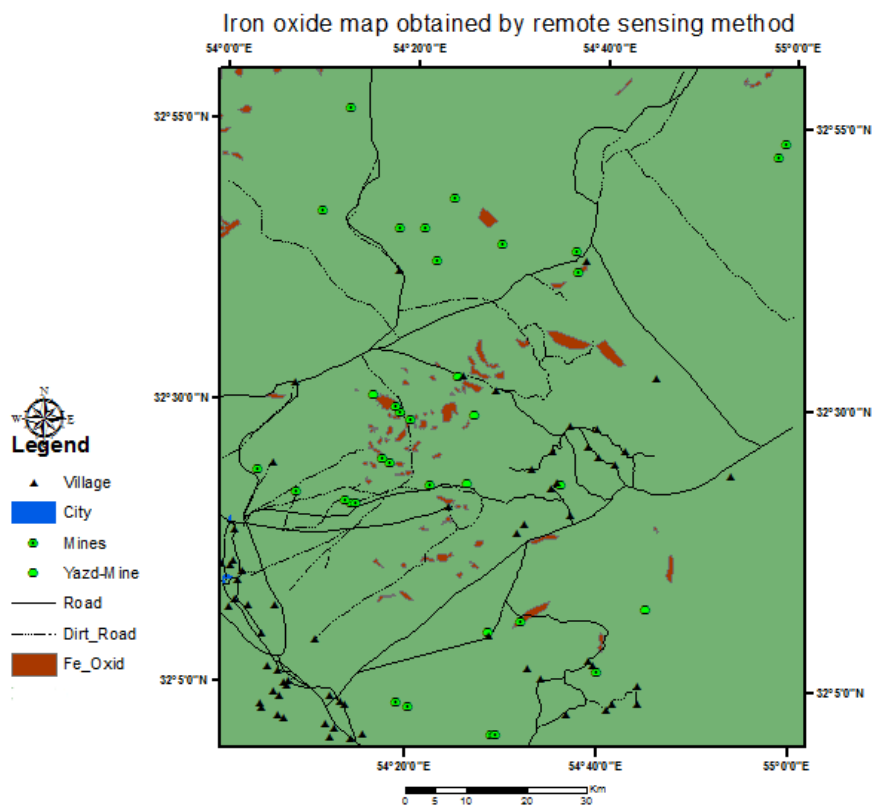 Iron oxide map obtained by remote sensing method
54°0'0"E 54°20'0"E 54°40'0"E 55°0'0"E
32°55'0"N 32°55'0"N
32°30'0"N 32°30'0"N
N
W E
S
Legend
Village
City
Mines
Yazd-Mine
Road
Dirt_Road
Fe_Oxid
32°5'0"N 32°5'0"N
54°20'0"E 54°40'0"E 55°0'0"E
Km
0 5 10 20 30